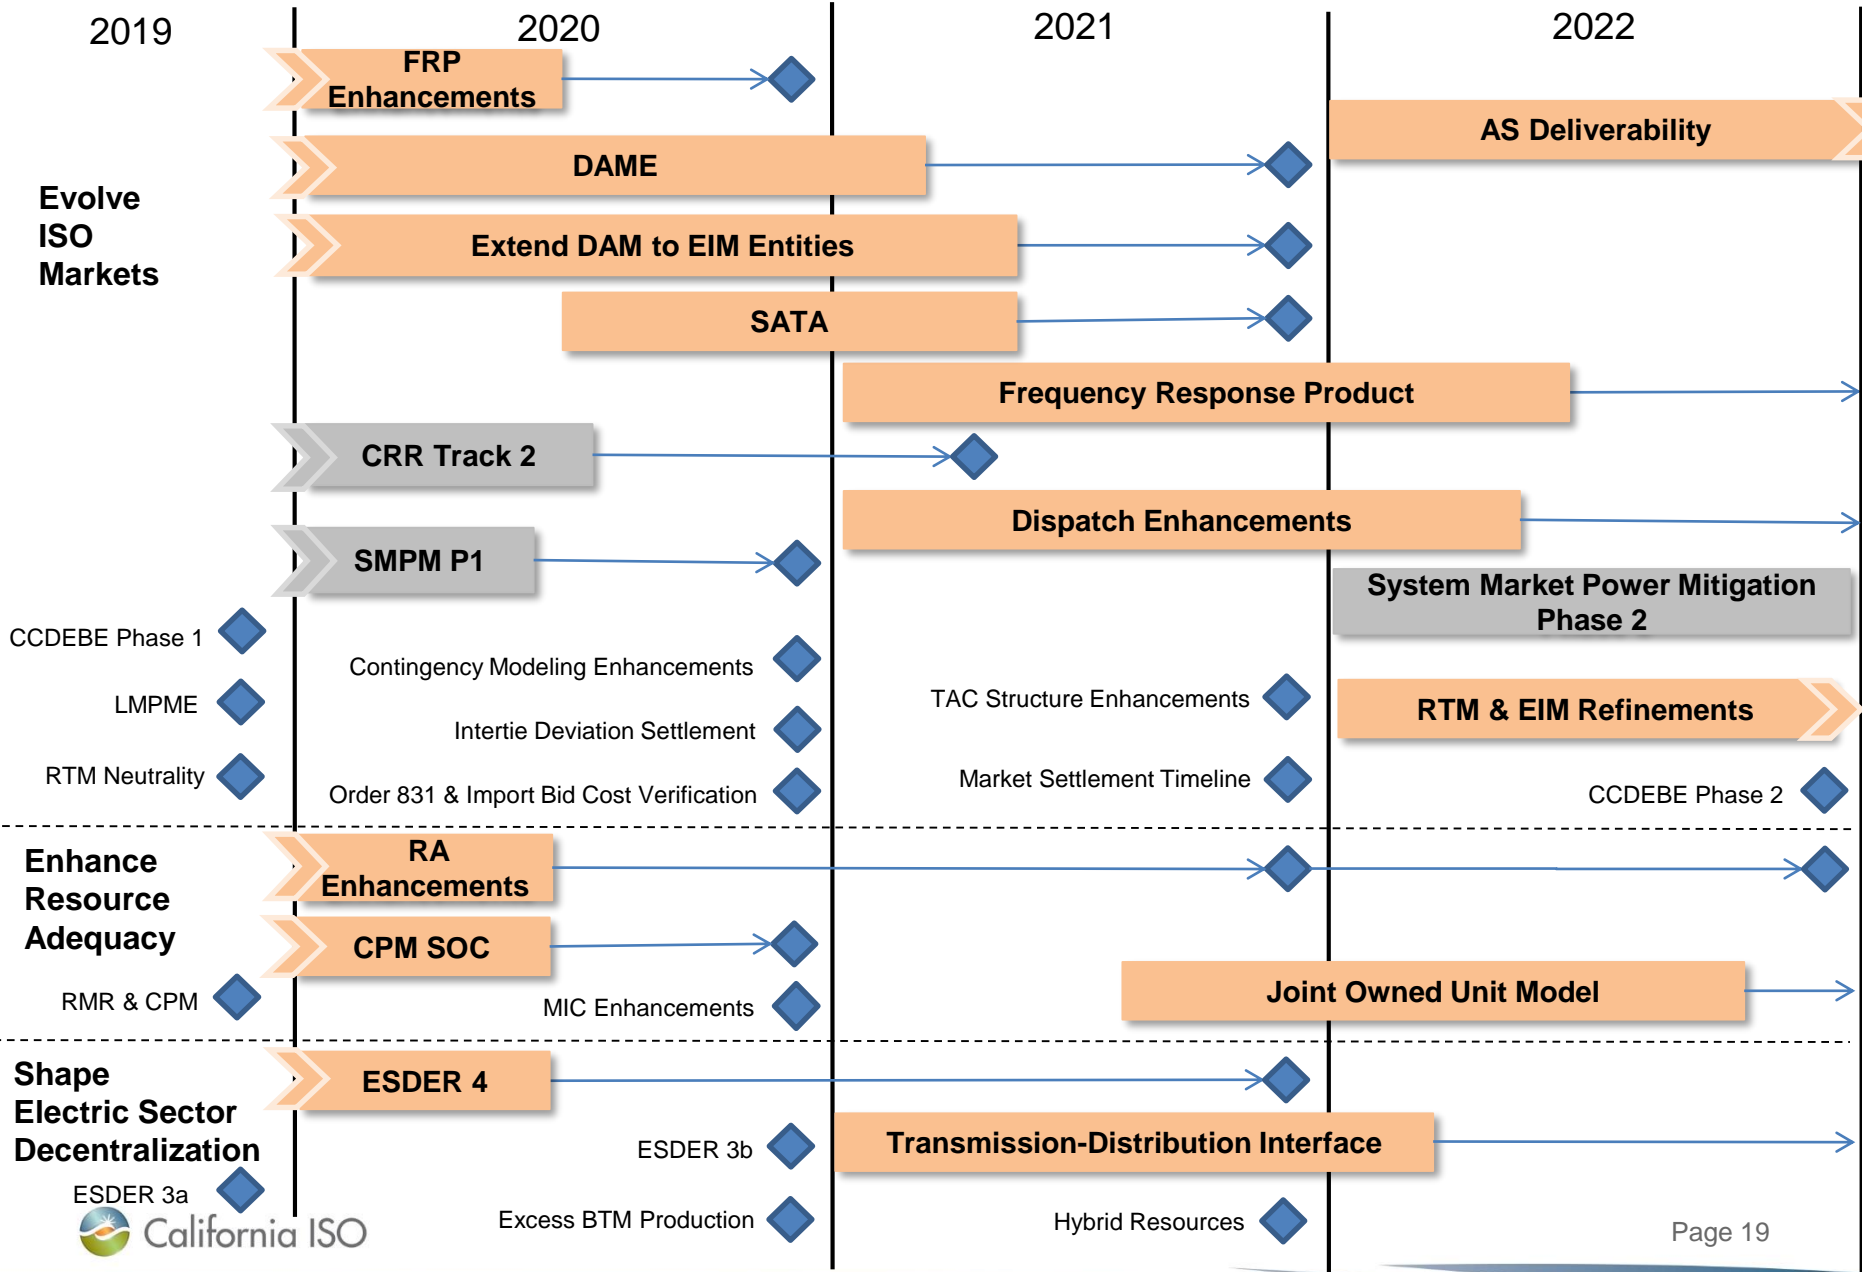 2019
2020
2021
2022
FRP
Enhancements
AS Deliverability
DAME
Evolve
ISO
Markets
Extend DAM to EIM Entities
SATA
Frequency Response Product
CRR Track 2
Dispatch Enhancements
SMPM P1
System Market Power Mitigation
Phase 2
CCDEBE Phase 1
Contingency Modeling Enhancements
TAC Structure Enhancements
RTM & EIM Refinements
LMPME
Intertie Deviation Settlement
RTM Neutrality
Order 831 & Import Bid Cost Verification
Market Settlement Timeline
CCDEBE Phase 2
Enhance
Resource
Adequacy
RA
Enhancements
CPM SOC
RMR & CPM
MIC Enhancements
Joint Owned Unit Model
Shape
Electric Sector
Decentralization
ESDER 4
ESDER 3b
Transmission-Distribution Interface
ESDER 3a
Excess BTM Production
Hybrid Resources
California ISO
Page 19